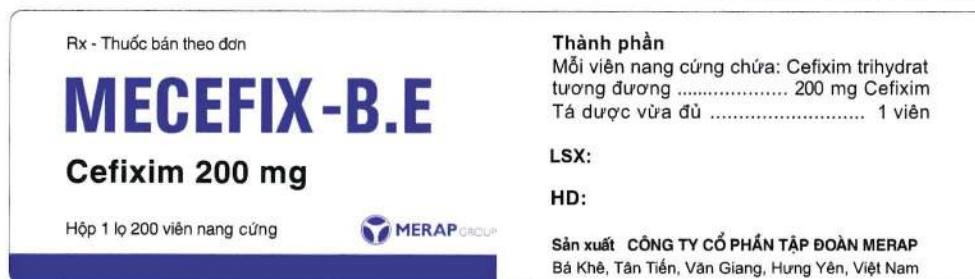 Rx - Thuốc bán theo đơn
MECEFIX-B.E
Cefixim 200 mg
Hộp 1 lọ 200 viên nang cứng
MERAP GROUP
Thành phần
Mỗi viên nang cứng chứa: Cefixim trihydrat
tương đương .................... 200 mg Cefixim
Tá dược vừa đủ ........................... 1 viên
LSX:
HD:
Sản xuất CÔNG TY CỔ PHẦN TẬP ĐOÀN MERAP
Bá Khê, Tân Tiến, Văn Giang, Hưng Yên, Việt Nam